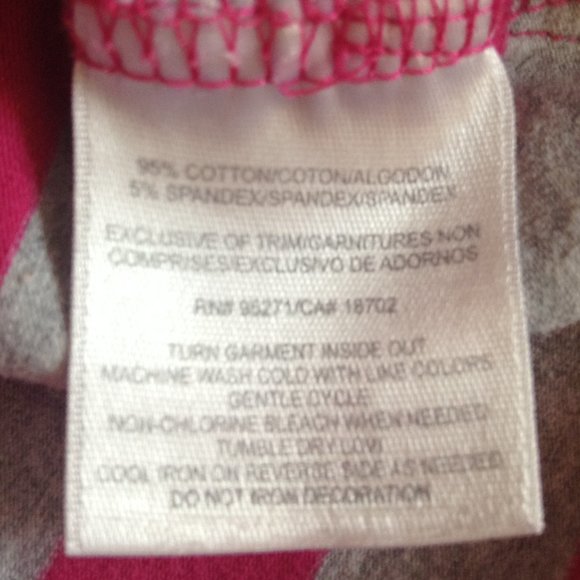 95% COTTON/COTON/ALGODON
5% SPANDEX/SPANDEX/SPANDEX
EXCLUSIVE OF TRIM/GARNITURES NON
COMPRISES/EXCLUSIVO DE ADORNOS
RN# 96271/CA# 18702
TURN GARMENT INSIDE OUT
MACHINE WASH COLD WITH LIKE COLORS
GENTLE CYCLE
NON-CHLORINE BLEACH WHEN NEEDED
TUMBLE DRY LOW
COOL IRON ON REVERSE SIDE AS NEEDED
DO NOT IRON DECORATION